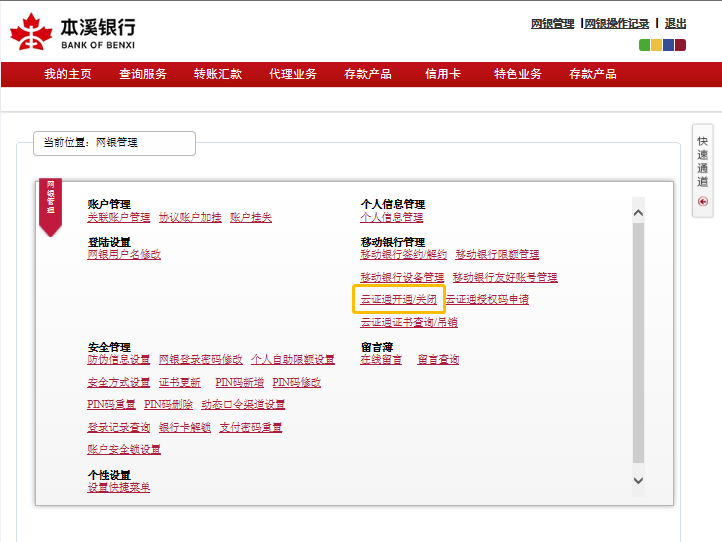 本溪银行
BANK OF BENXI
网银管理 | 网银操作记录 | 退出
我的主页 查询服务 转账汇款 代理业务 存款产品 信用卡 特色业务 存款产品
当前位置：网银管理
快速通道
网银管理
账户管理
关联账户管理 协议账户加挂 账户挂失
登陆设置
网银用户名修改
安全管理
防伪信息设置 网银登录密码修改 个人自助限额设置
安全方式设置 证书更新 PIN码新增 PIN码修改
PIN码重置 PIN码删除 动态口令渠道设置
登录记录查询 银行卡解锁 支付密码重置
账户安全锁设置
个性设置
设置快捷菜单
个人信息管理
个人信息管理
移动银行管理
移动银行签约/解约 移动银行限额管理
移动银行设备管理 移动银行友好账号管理
云证通开通/关闭 云证通授权码申请
云证通证书查询/吊销
留言簿
在线留言 留言查询